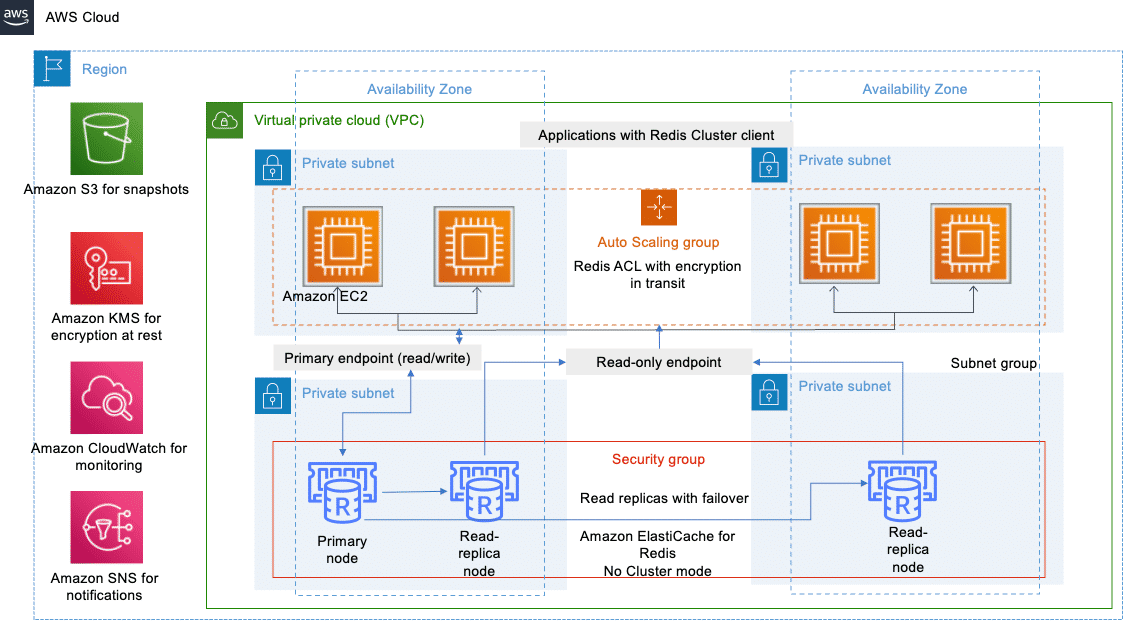 aws
AWS Cloud
Region
Availability Zone
Availability Zone
Virtual private cloud (VPC)
Applications with Redis Cluster client
Private subnet
Private subnet
Amazon S3 for snapshots
Auto Scaling group
Redis ACL with encryption
in transit
Amazon EC2
Amazon KMS for
encryption at rest
Primary endpoint (read/write)
Read-only endpoint
Subnet group
Private subnet
Private subnet
Amazon CloudWatch for
monitoring
Security group
Read replicas with failover
R
R
R
Primary
node
Read-
replica
node
Amazon ElastiCache for
Redis
No Cluster mode
Read-
replica
node
Amazon SNS for
notifications